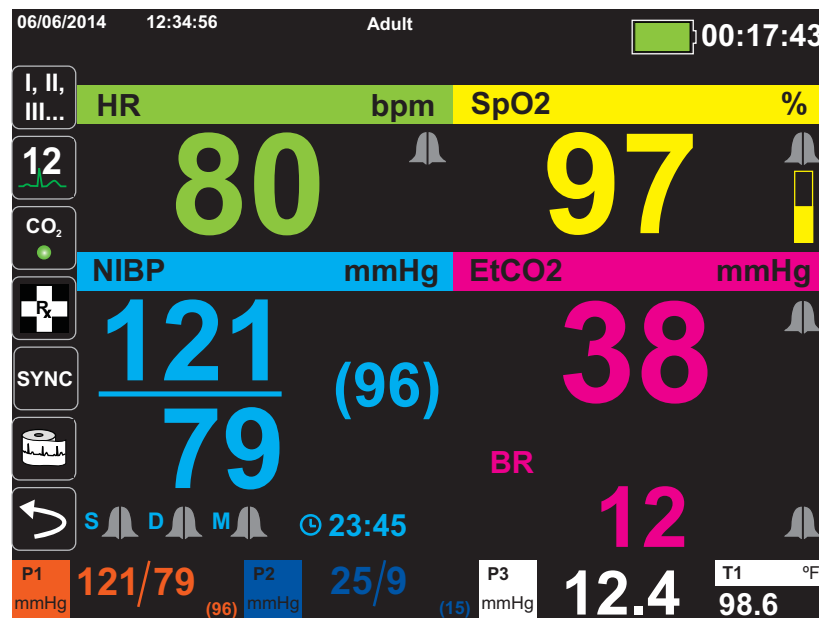 06/06/2014 12:34:56 Adult 00:17:43
I, II,
III...
HR bpm SpO2 %
12
80 97
CO₂
NIBP mmHg EtCO2 mmHg
Rx
121 38
SYNC
(96)
79
BR
12
S D M 23:45
P1 121/79 P2 25/9 P3 12.4 T1 ºF
mmHg (96) mmHg (15) mmHg 98.6